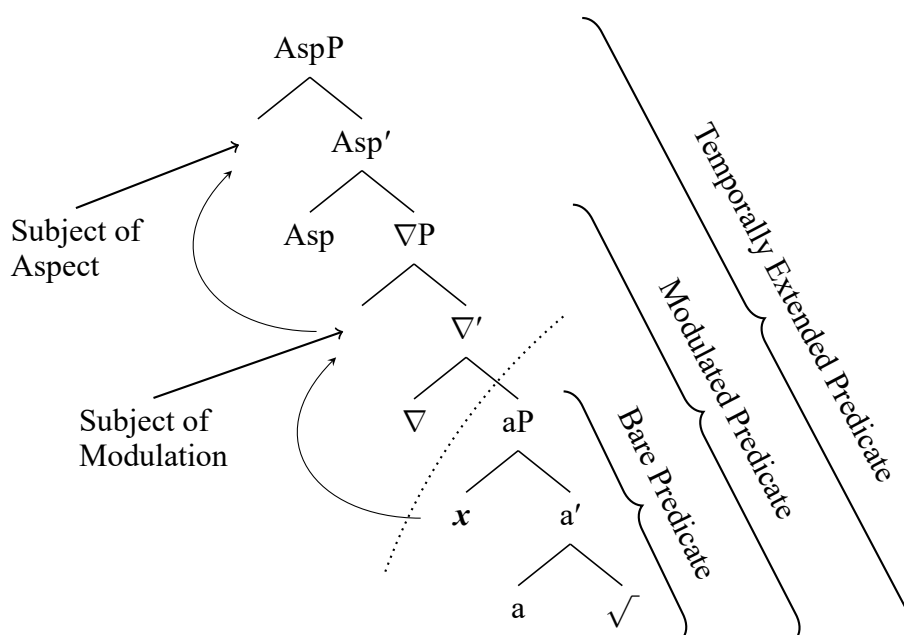 AspP
Asp′
Subject of
Aspect
Asp
∇P
∇′
Subject of
Modulation
∇
aP
x
a′
a
√
Bare Predicate
Modulated Predicate
Temporally Extended Predicate